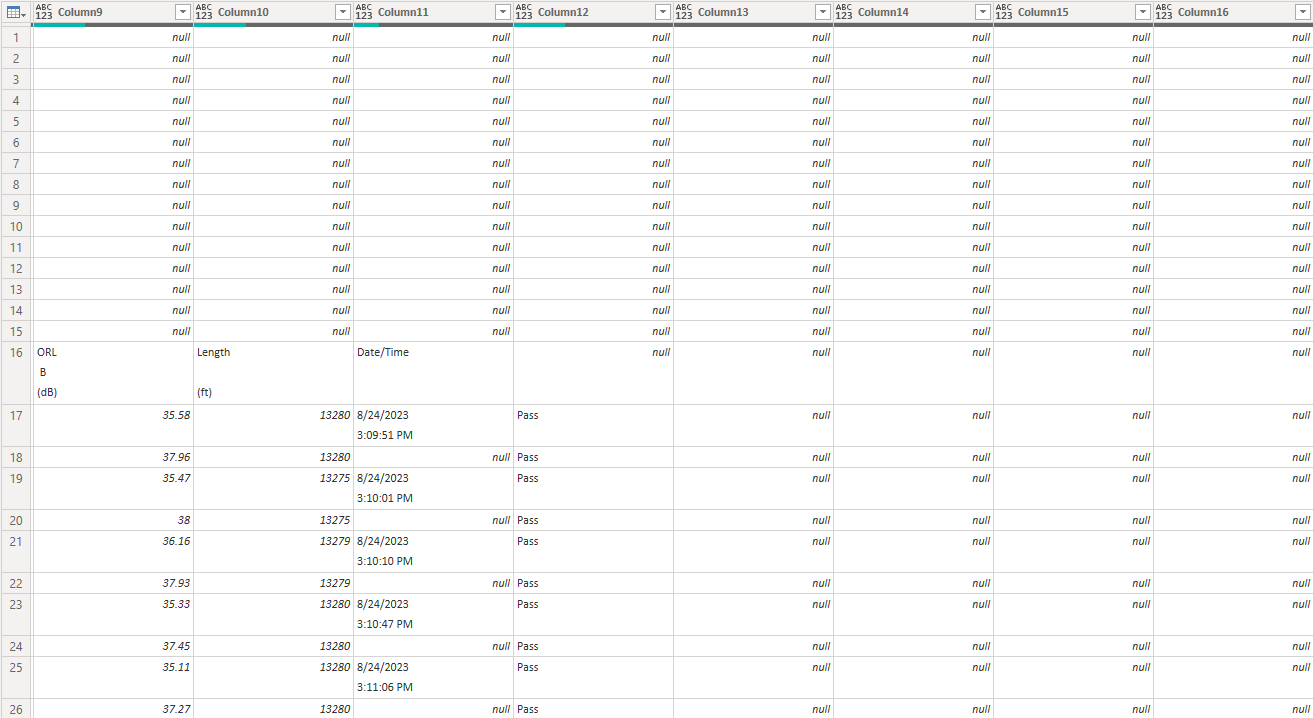 ABC 123 Column9 ABC 123 Column10 ABC 123 Column11 ABC 123 Column12 ABC 123 Column13 ABC 123 Column14 ABC 123 Column15 ABC 123 Column16
1 null null null null null null null null
2 null null null null null null null null
3 null null null null null null null null
4 null null null null null null null null
5 null null null null null null null null
6 null null null null null null null null
7 null null null null null null null null
8 null null null null null null null null
9 null null null null null null null null
10 null null null null null null null null
11 null null null null null null null null
12 null null null null null null null null
13 null null null null null null null null
14 null null null null null null null null
15 null null null null null null null null
16 ORL Length Date/Time null null null null null
B
(dB) (ft)
17 35.58 13280 8/24/2023 Pass null null null null
3:09:51 PM
18 37.96 13280 null Pass null null null null
19 35.47 13275 8/24/2023 Pass null null null null
3:10:01 PM
20 38 13275 null Pass null null null null
21 36.16 13279 8/24/2023 Pass null null null null
3:10:10 PM
22 37.93 13279 null Pass null null null null
23 35.33 13280 8/24/2023 Pass null null null null
3:10:47 PM
24 37.45 13280 null Pass null null null null
25 35.11 13280 8/24/2023 Pass null null null null
3:11:06 PM
26 37.27 13280 null Pass null null null null